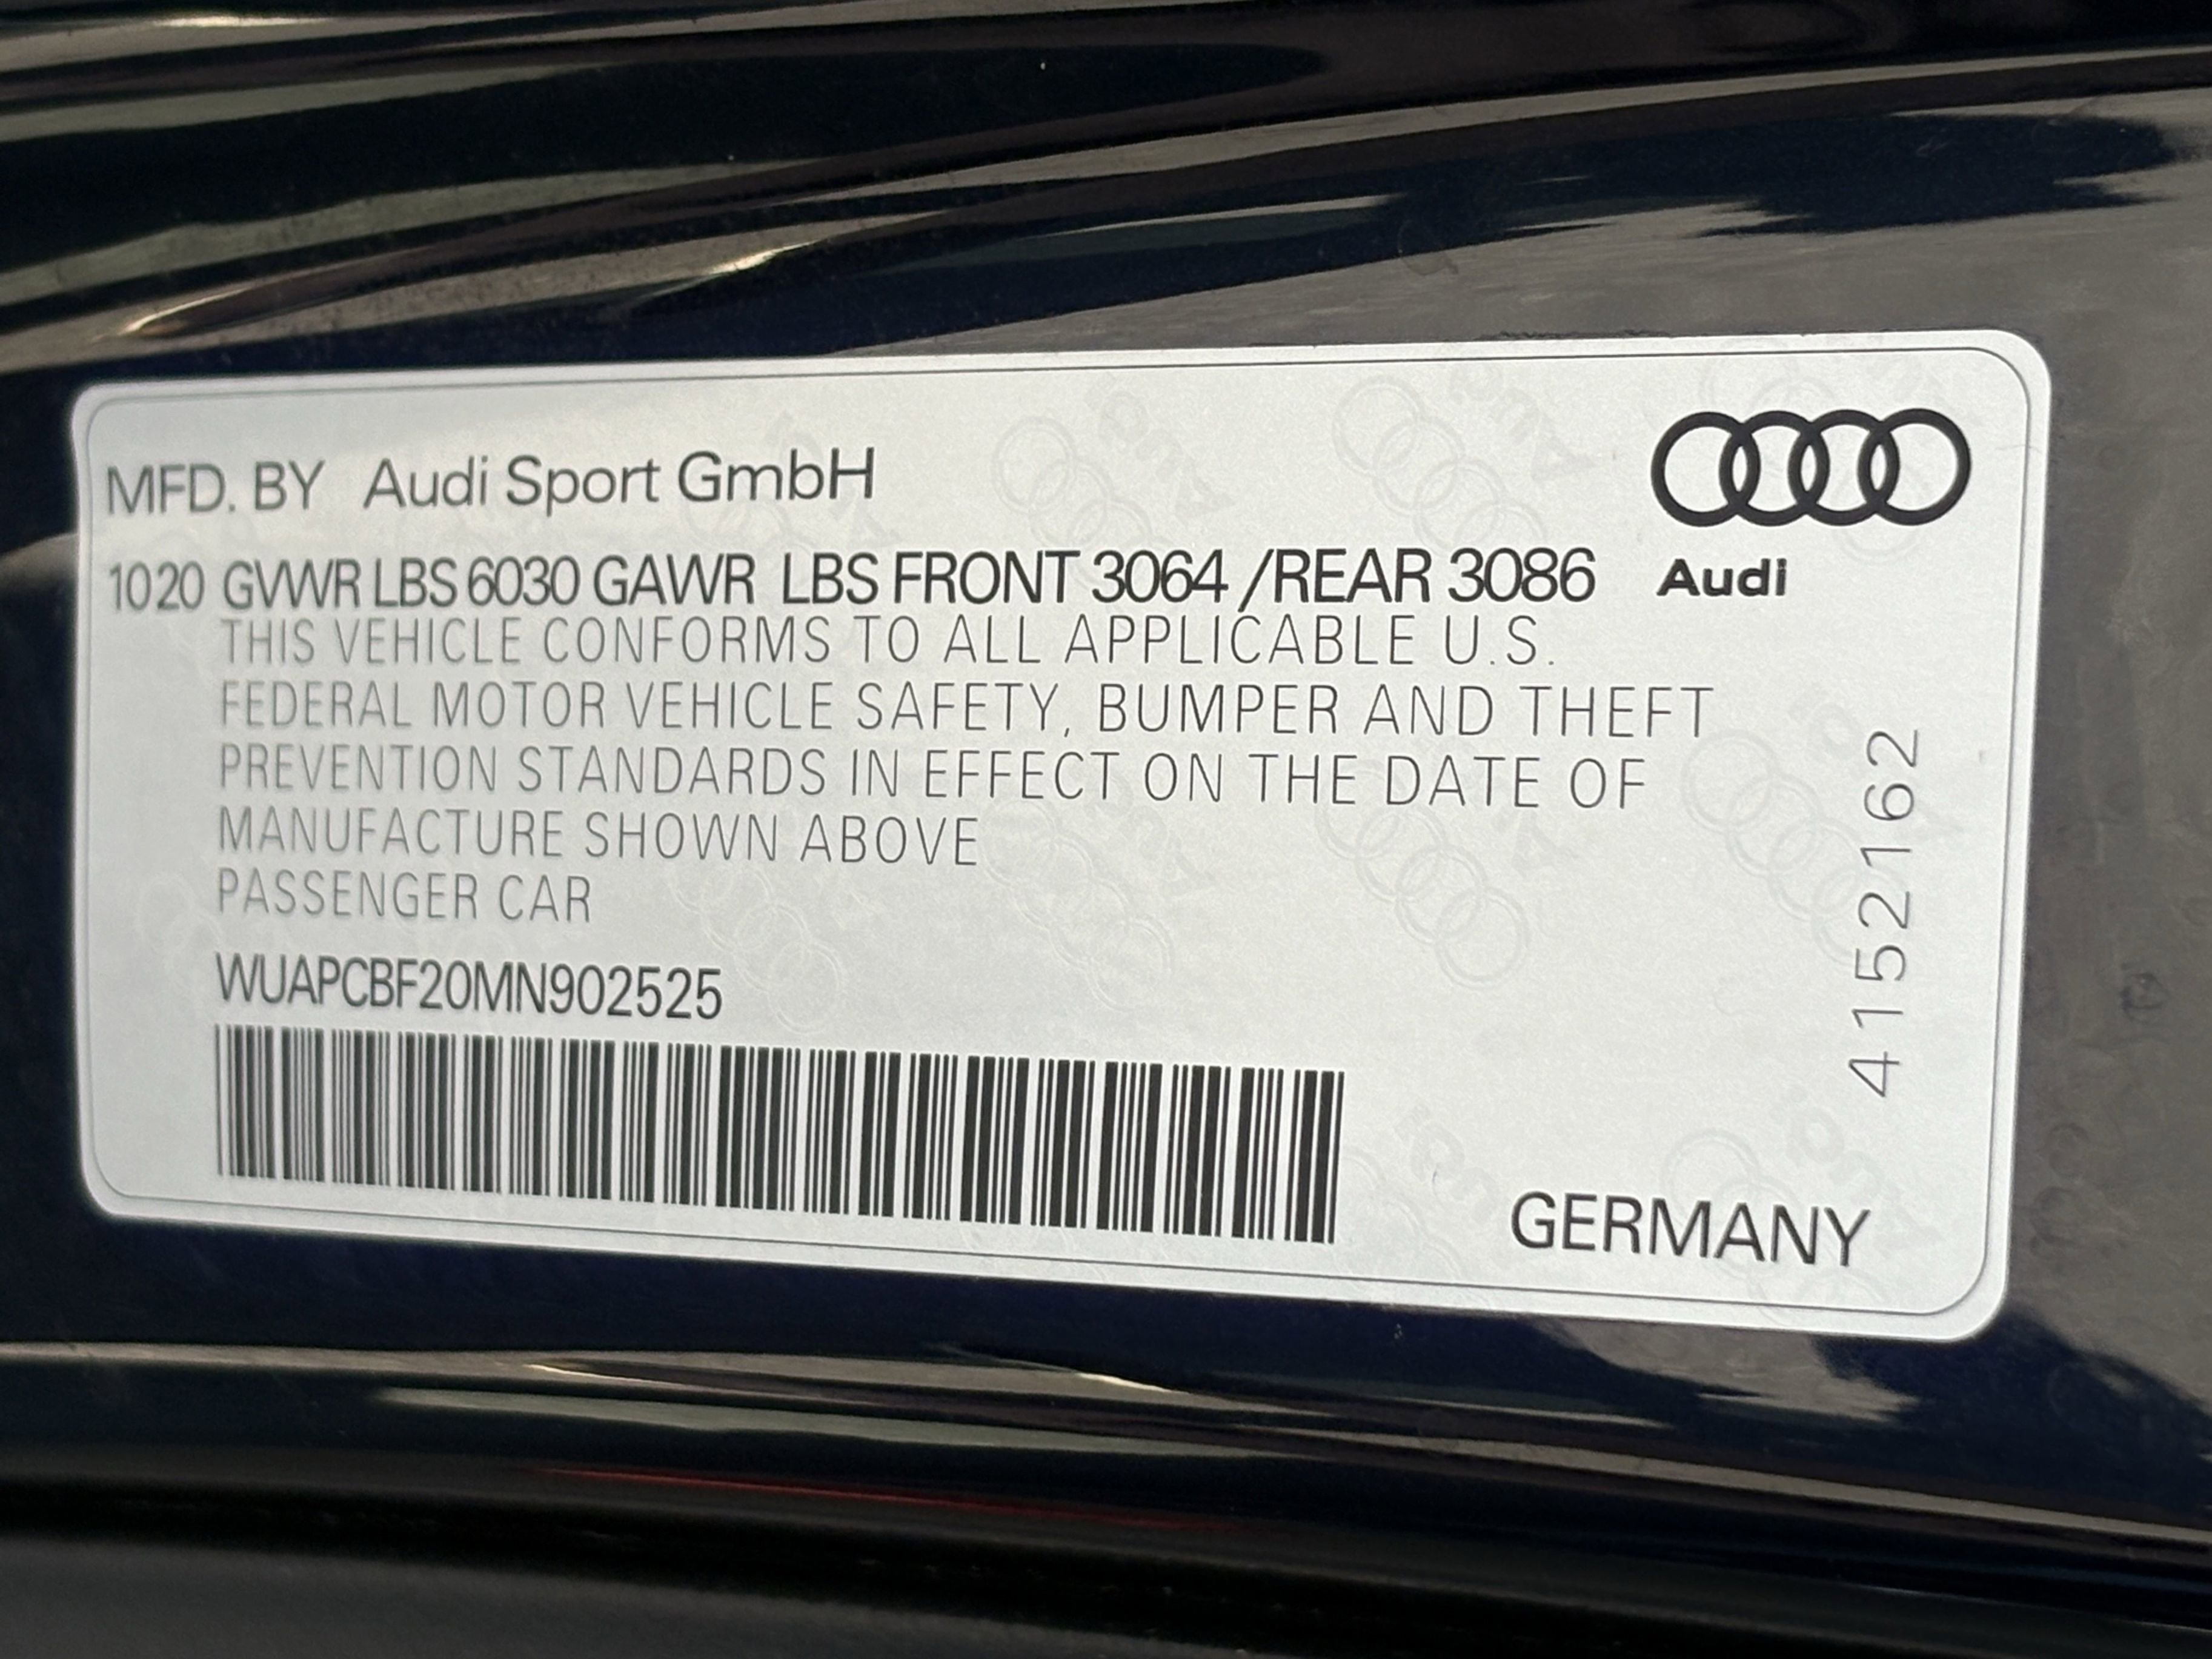 MFD. BY Audi Sport GmbH
1020 GVWR LBS 6030 GAWR LBS FRONT 3064 /REAR 3086
Audi
THIS VEHICLE CONFORMS TO ALL APPLICABLE U.S.
FEDERAL MOTOR VEHICLE SAFETY, BUMPER AND THEFT
PREVENTION STANDARDS IN EFFECT ON THE DATE OF
MANUFACTURE SHOWN ABOVE
PASSENGER CAR
WUAPCBF20MN902525
4152162
GERMANY